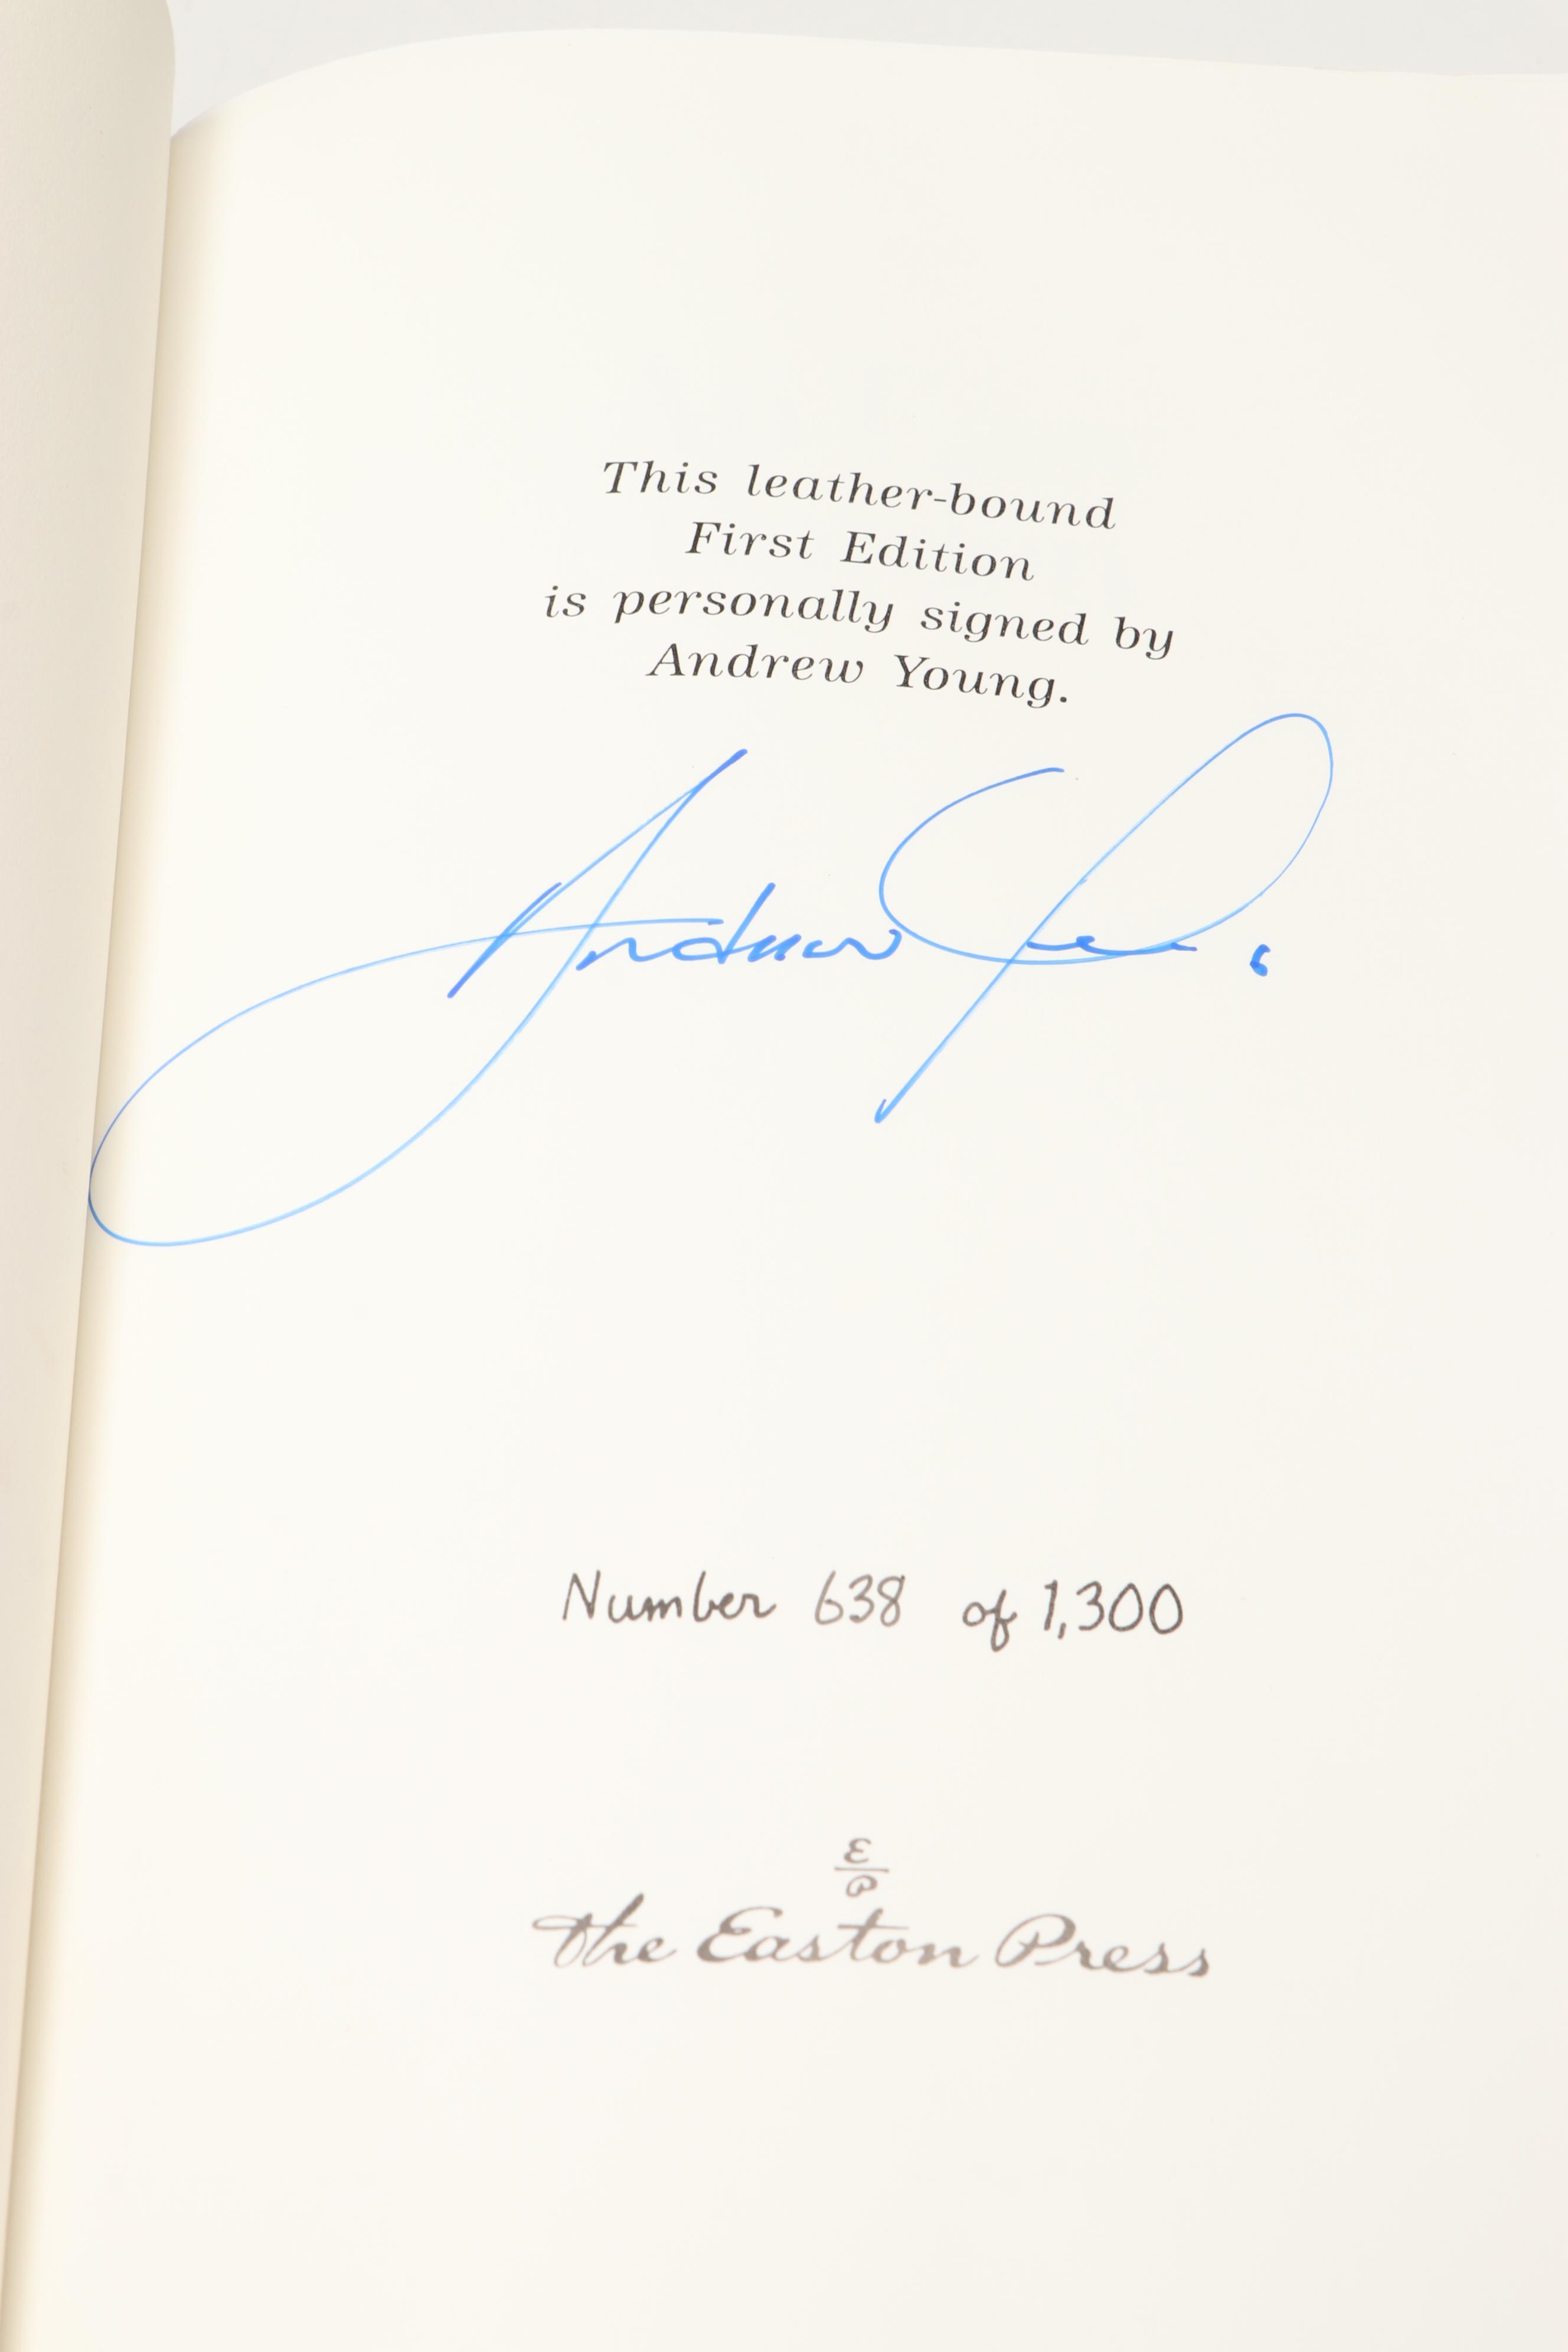 This leather-bound
First Edition
is personally signed by
Andrew Young.
Andrew
Number 638 of 1,300
E
P
The Easton Press